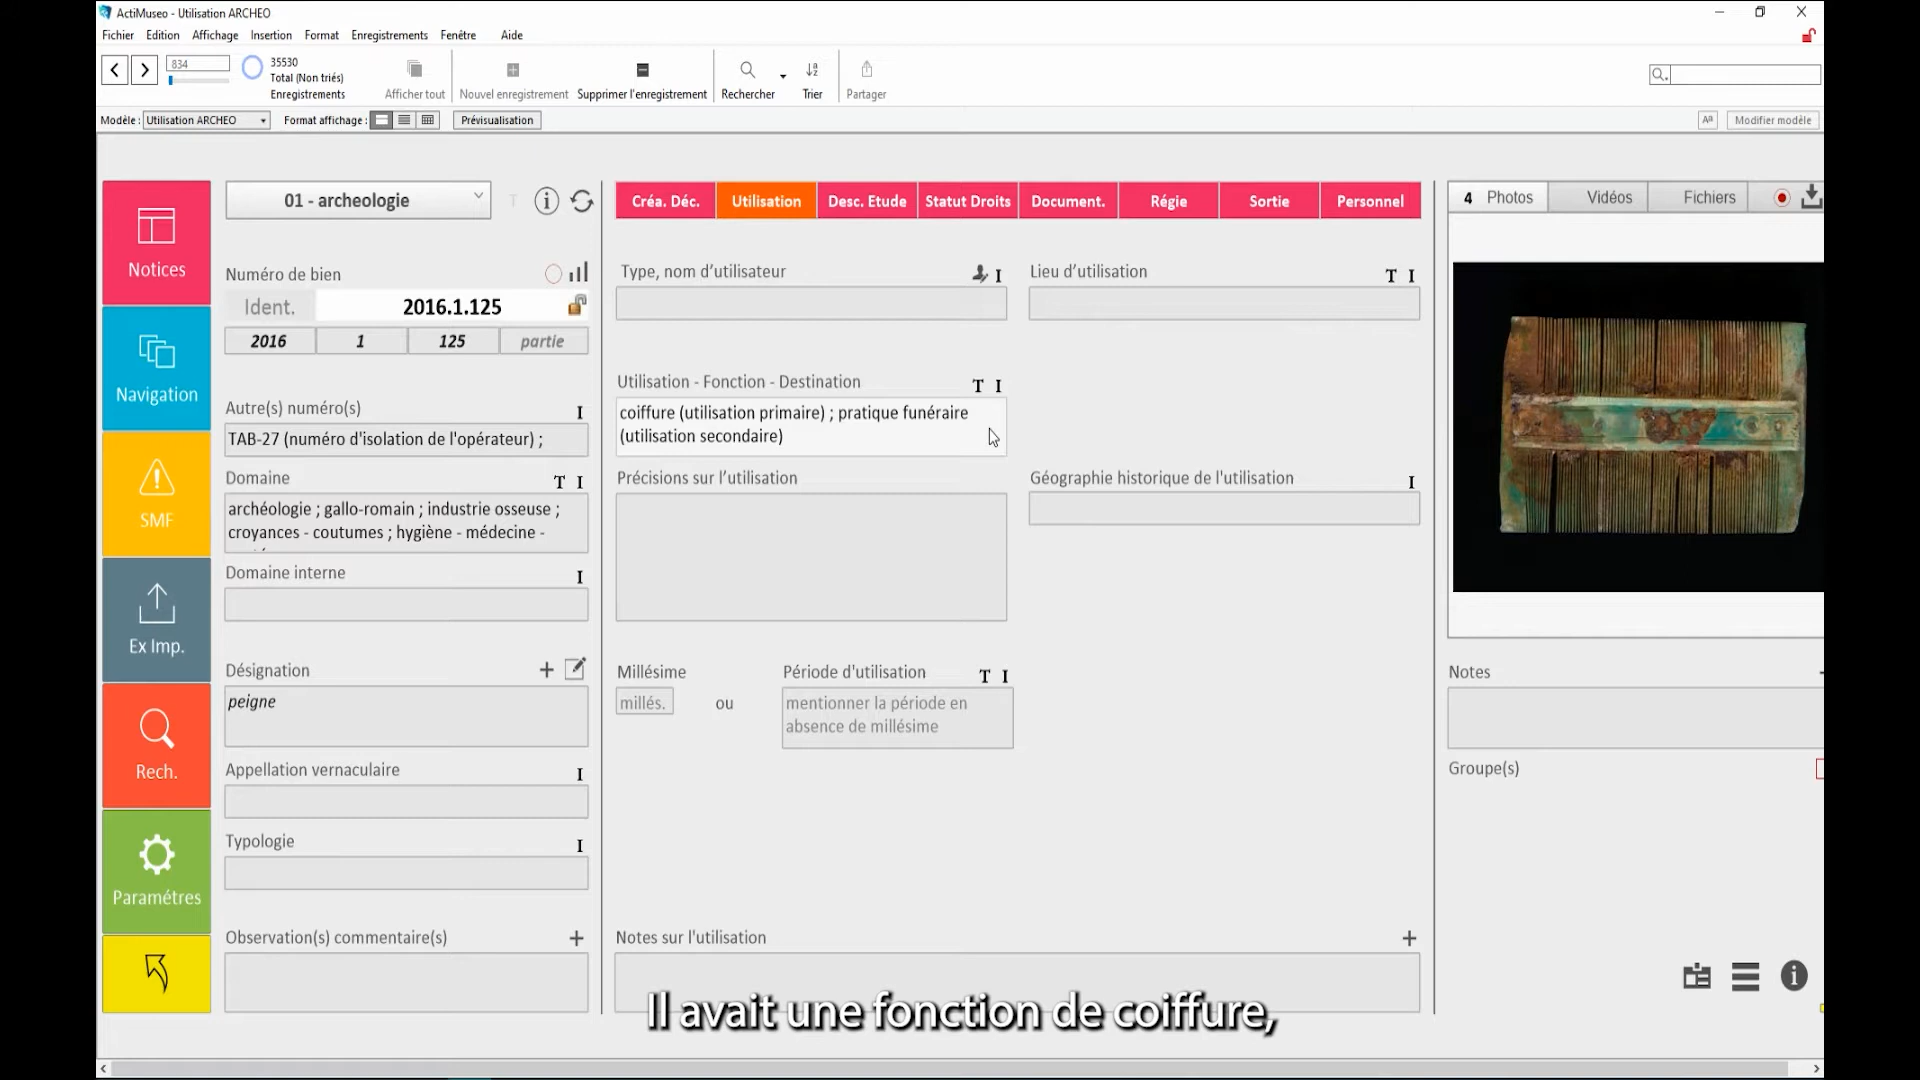 ActiMuseo - Utilisation ARCHEO
Fichier Edition Affichage Insertion Format Enregistrements Fenêtre Aide
834
35530
Total (Non triés)
Enregistrements
Afficher tout
Nouvel enregistrement
Supprimer l'enregistrement
Rechercher
Trier
Partager
Modèle : Utilisation ARCHEO
Format affichage :
Prévisualisation
Modifier modèle
Notices
Navigation
SMF
Ex Imp.
Rech.
Paramétres
01 - archeologie
T
Numéro de bien
Ident. 2016.1.125
2016 1 125 partie
Autre(s) numéro(s) I
TAB-27 (numéro d'isolation de l'opérateur) ;
Domaine T I
archéologie ; gallo-romain ; industrie osseuse ;
croyances - coutumes ; hygiène - médecine -
Domaine interne I
Désignation
peigne
Appellation vernaculaire I
Typologie I
Observation(s) commentaire(s) +
Créa. Déc. Utilisation Desc. Etude Statut Droits Document. Régie Sortie Personnel
Type, nom d’utilisateur I
Lieu d’utilisation T I
Utilisation - Fonction - Destination T I
coiffure (utilisation primaire) ; pratique funéraire
(utilisation secondaire)
Précisions sur l’utilisation
Géographie historique de l'utilisation I
Millésime
millés.
ou
Période d'utilisation T I
mentionner la période en
absence de millésime
Notes sur l'utilisation +
4 Photos Vidéos Fichiers
Notes
Groupe(s)
Il avait une fonction de coiffure,